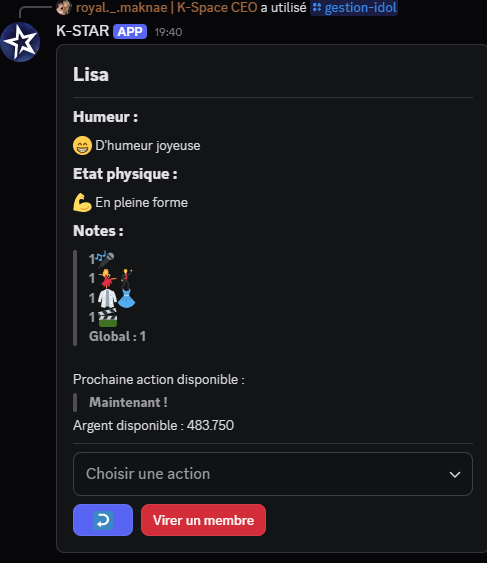 royal._.maknae | K-Space CEO a utilisé gestion-idol
K-STAR APP 19:40
Lisa
Humeur :
😁 D'humeur joyeuse
Etat physique :
💪 En pleine forme
Notes :
1🎤
1 💃🕺
1 🥼👗
1 🎬
Global : 1
Prochaine action disponible :
Maintenant !
Argent disponible : 483.750
Choisir une action
Virer un membre